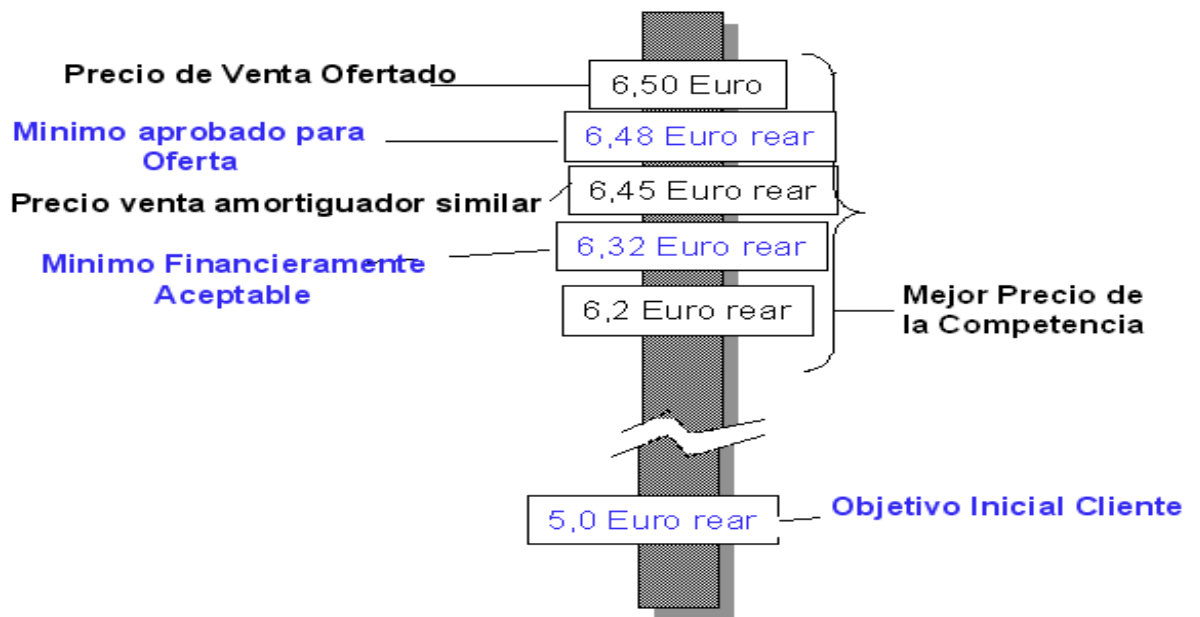 Precio de Venta Ofertado
6,50 Euro
Minimo aprobado para
Oferta
6,48 Euro rear
Precio venta amortiguador similar
6,45 Euro rear
Minimo Financieramente
Aceptable
6,32 Euro rear
6,2 Euro rear
Mejor Precio de
la Competencia
5,0 Euro rear
Objetivo Inicial Cliente